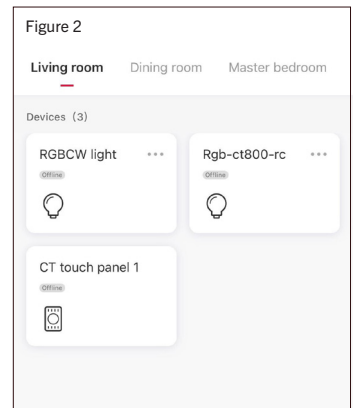 Figure 2
Living room Dining room Master bedroom
Devices (3)
RGBCW light ... Rgb-ct800-rc ...
Offline Offline
CT touch panel 1
Offline